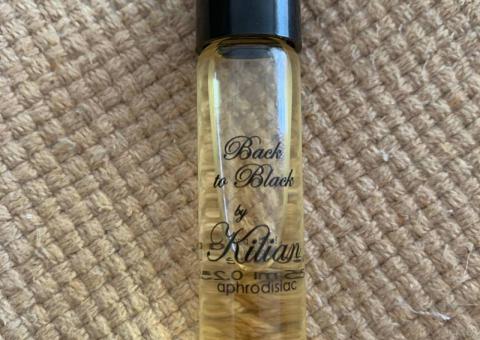 Back
to Black
by
Kilian
aphrodisiac